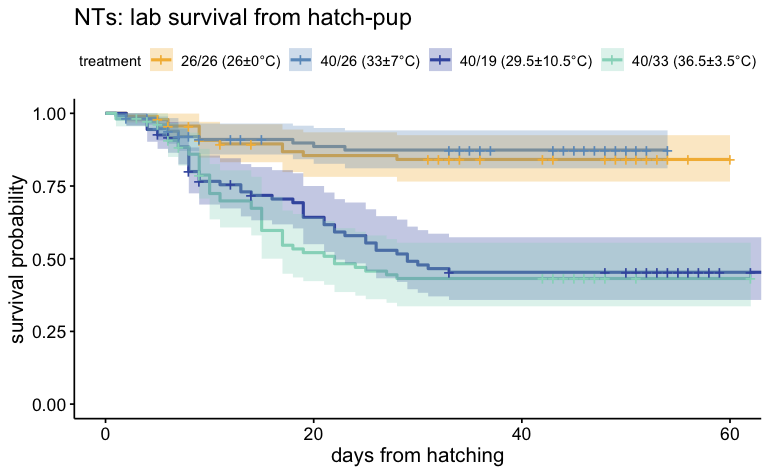 NTs: lab survival from hatch-pup
treatment 26/26 (26±0°C) 40/26 (33±7°C) 40/19 (29.5±10.5°C) 40/33 (36.5±3.5°C)
1.00
0.75
0.50
0.25
0.00
survival probability
0 20 40 60
days from hatching